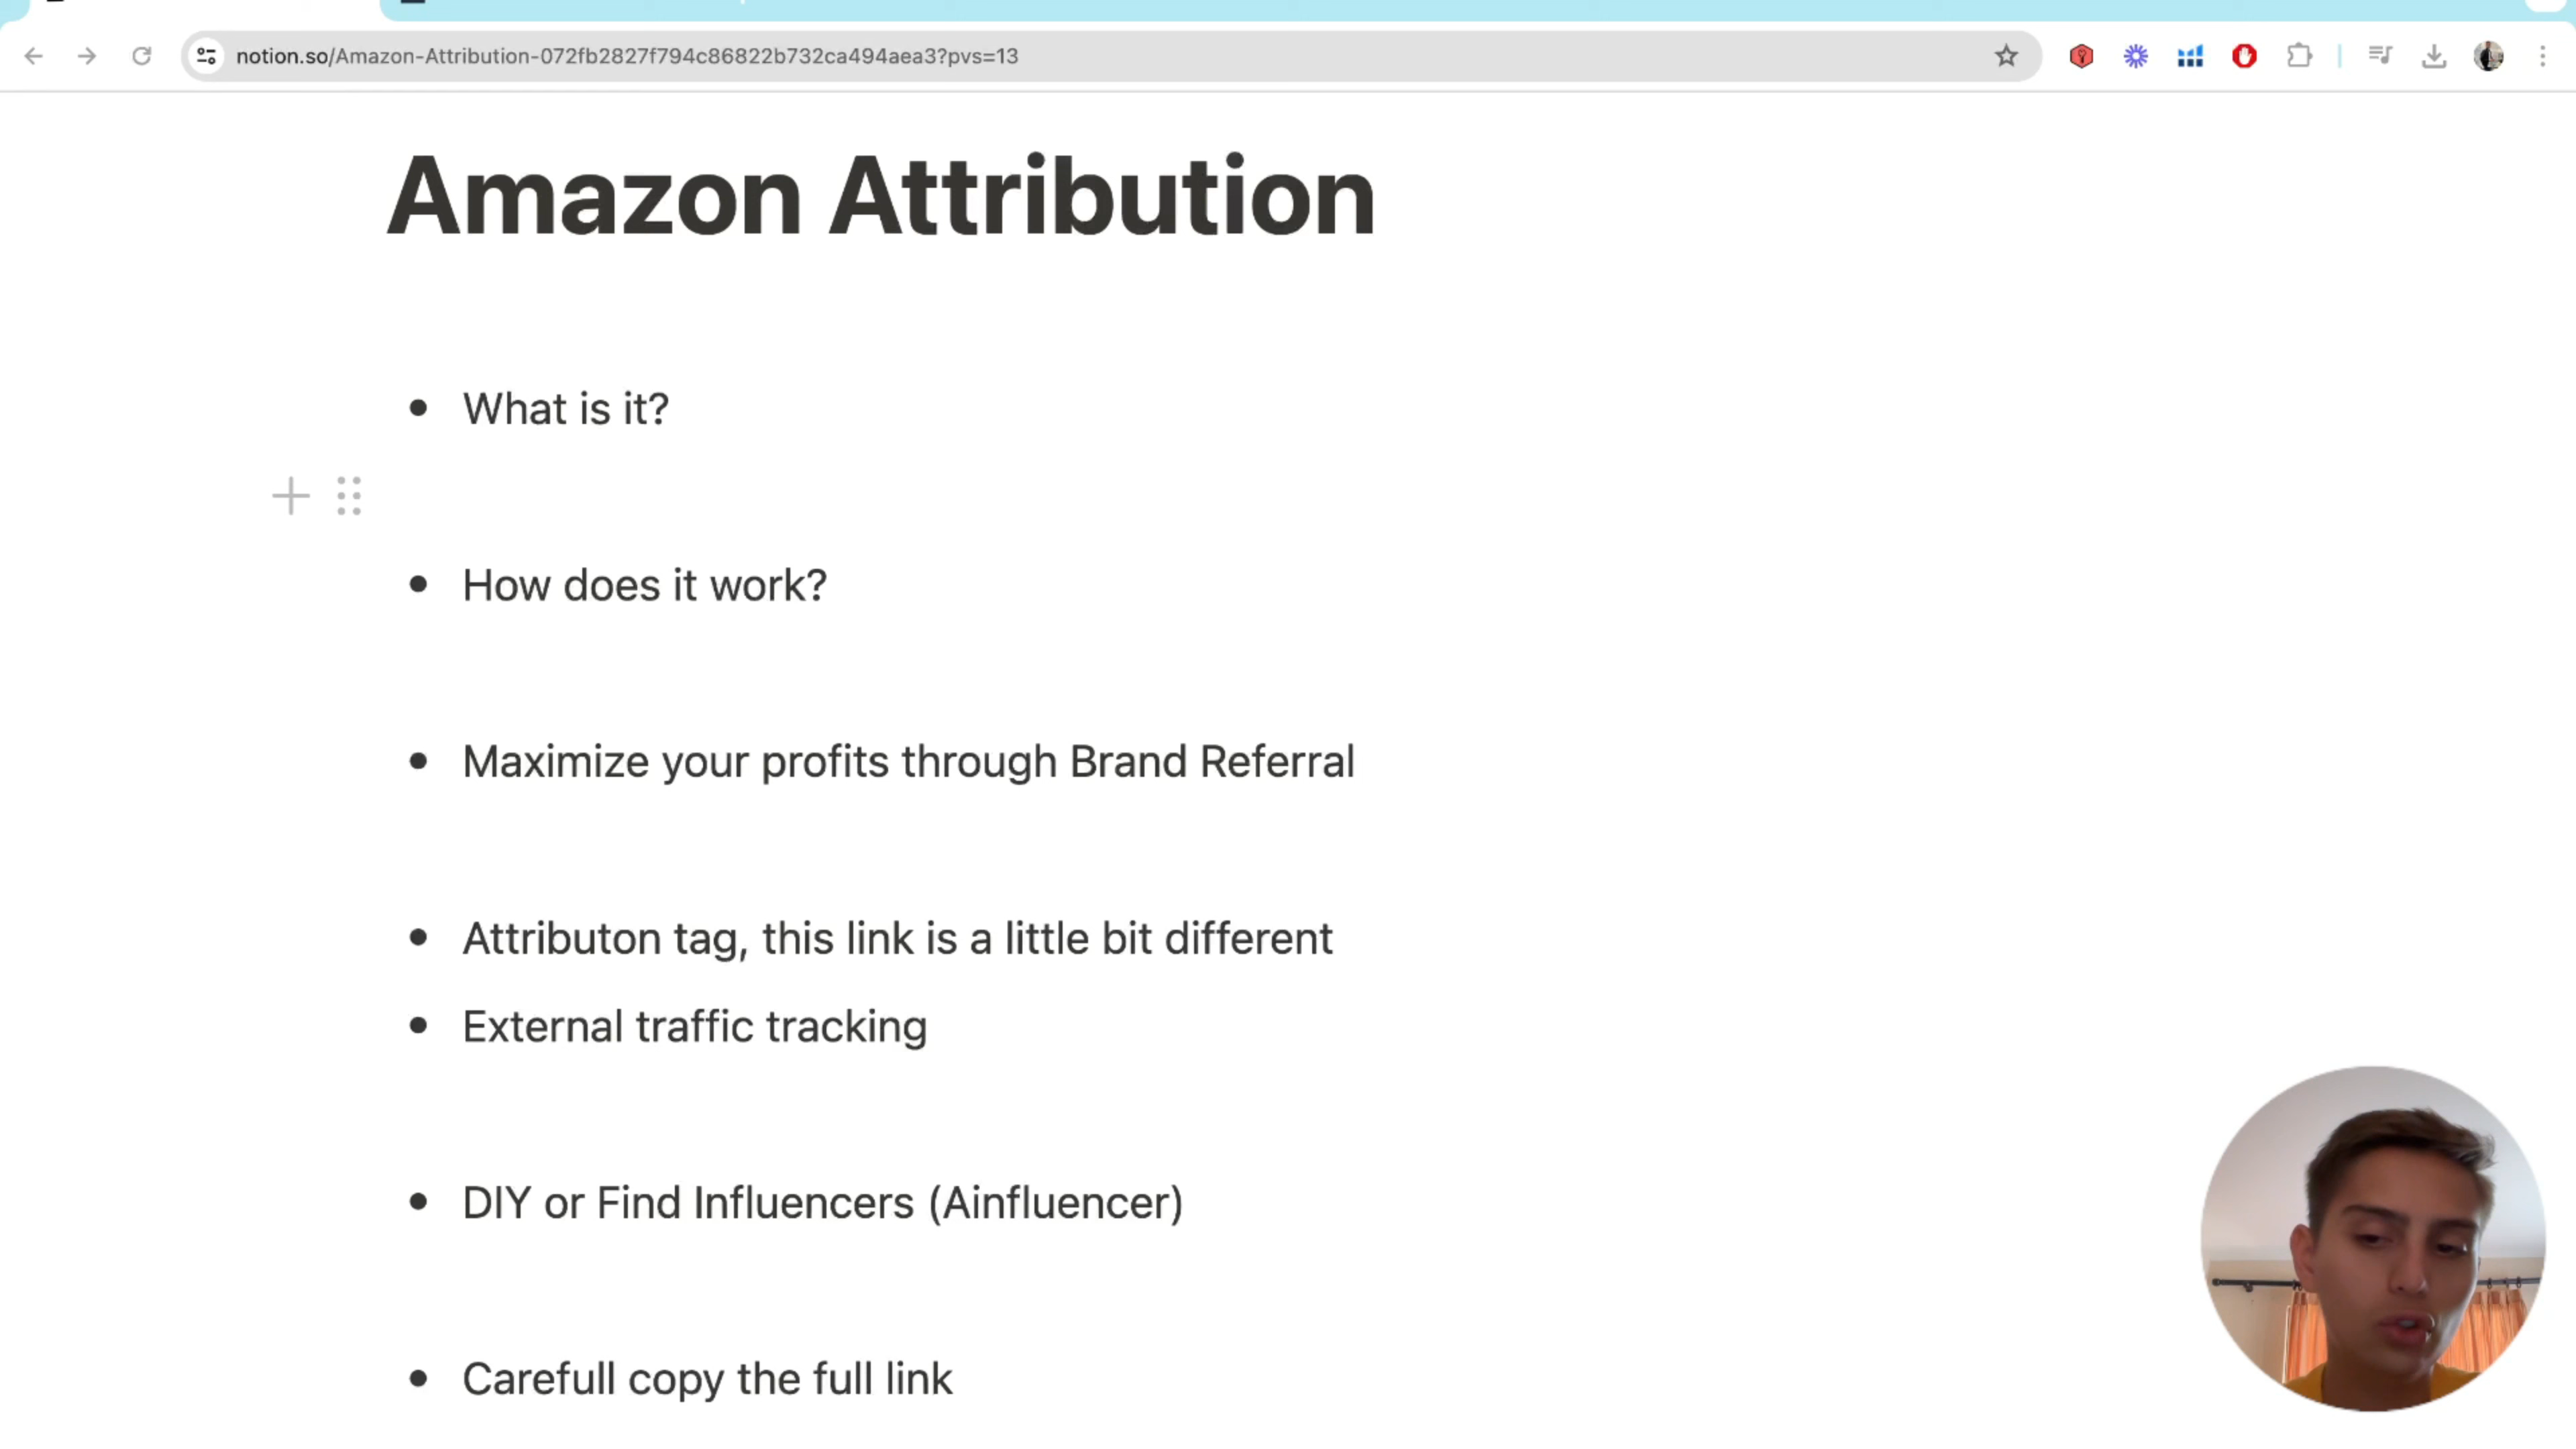 notion.so/Amazon-Attribution-072fb2827f794c86822b732ca494aea3?pvs=13
Amazon Attribution
What is it?
How does it work?
Maximize your profits through Brand Referral
Attributon tag, this link is a little bit different
External traffic tracking
DIY or Find Influencers (Ainfluencer)
Carefull copy the full link